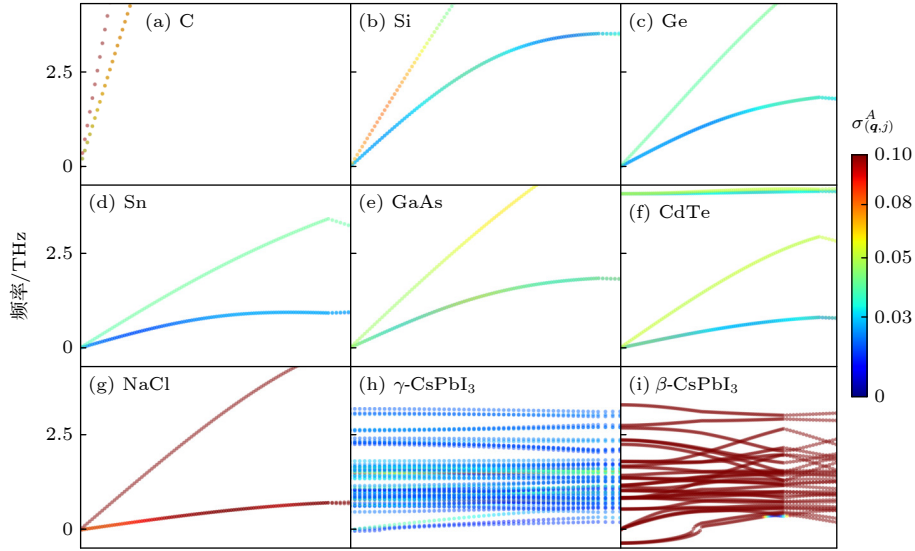 (a) C
(b) Si
(c) Ge
2.5
0
(d) Sn
(e) GaAs
(f) CdTe
2.5
0
(g) NaCl
(h) γ-CsPbI₃
(i) β-CsPbI₃
2.5
0
频率/THz
σᴬ₍𝒒,ⱼ₎
0.10
0.08
0.05
0.03
0